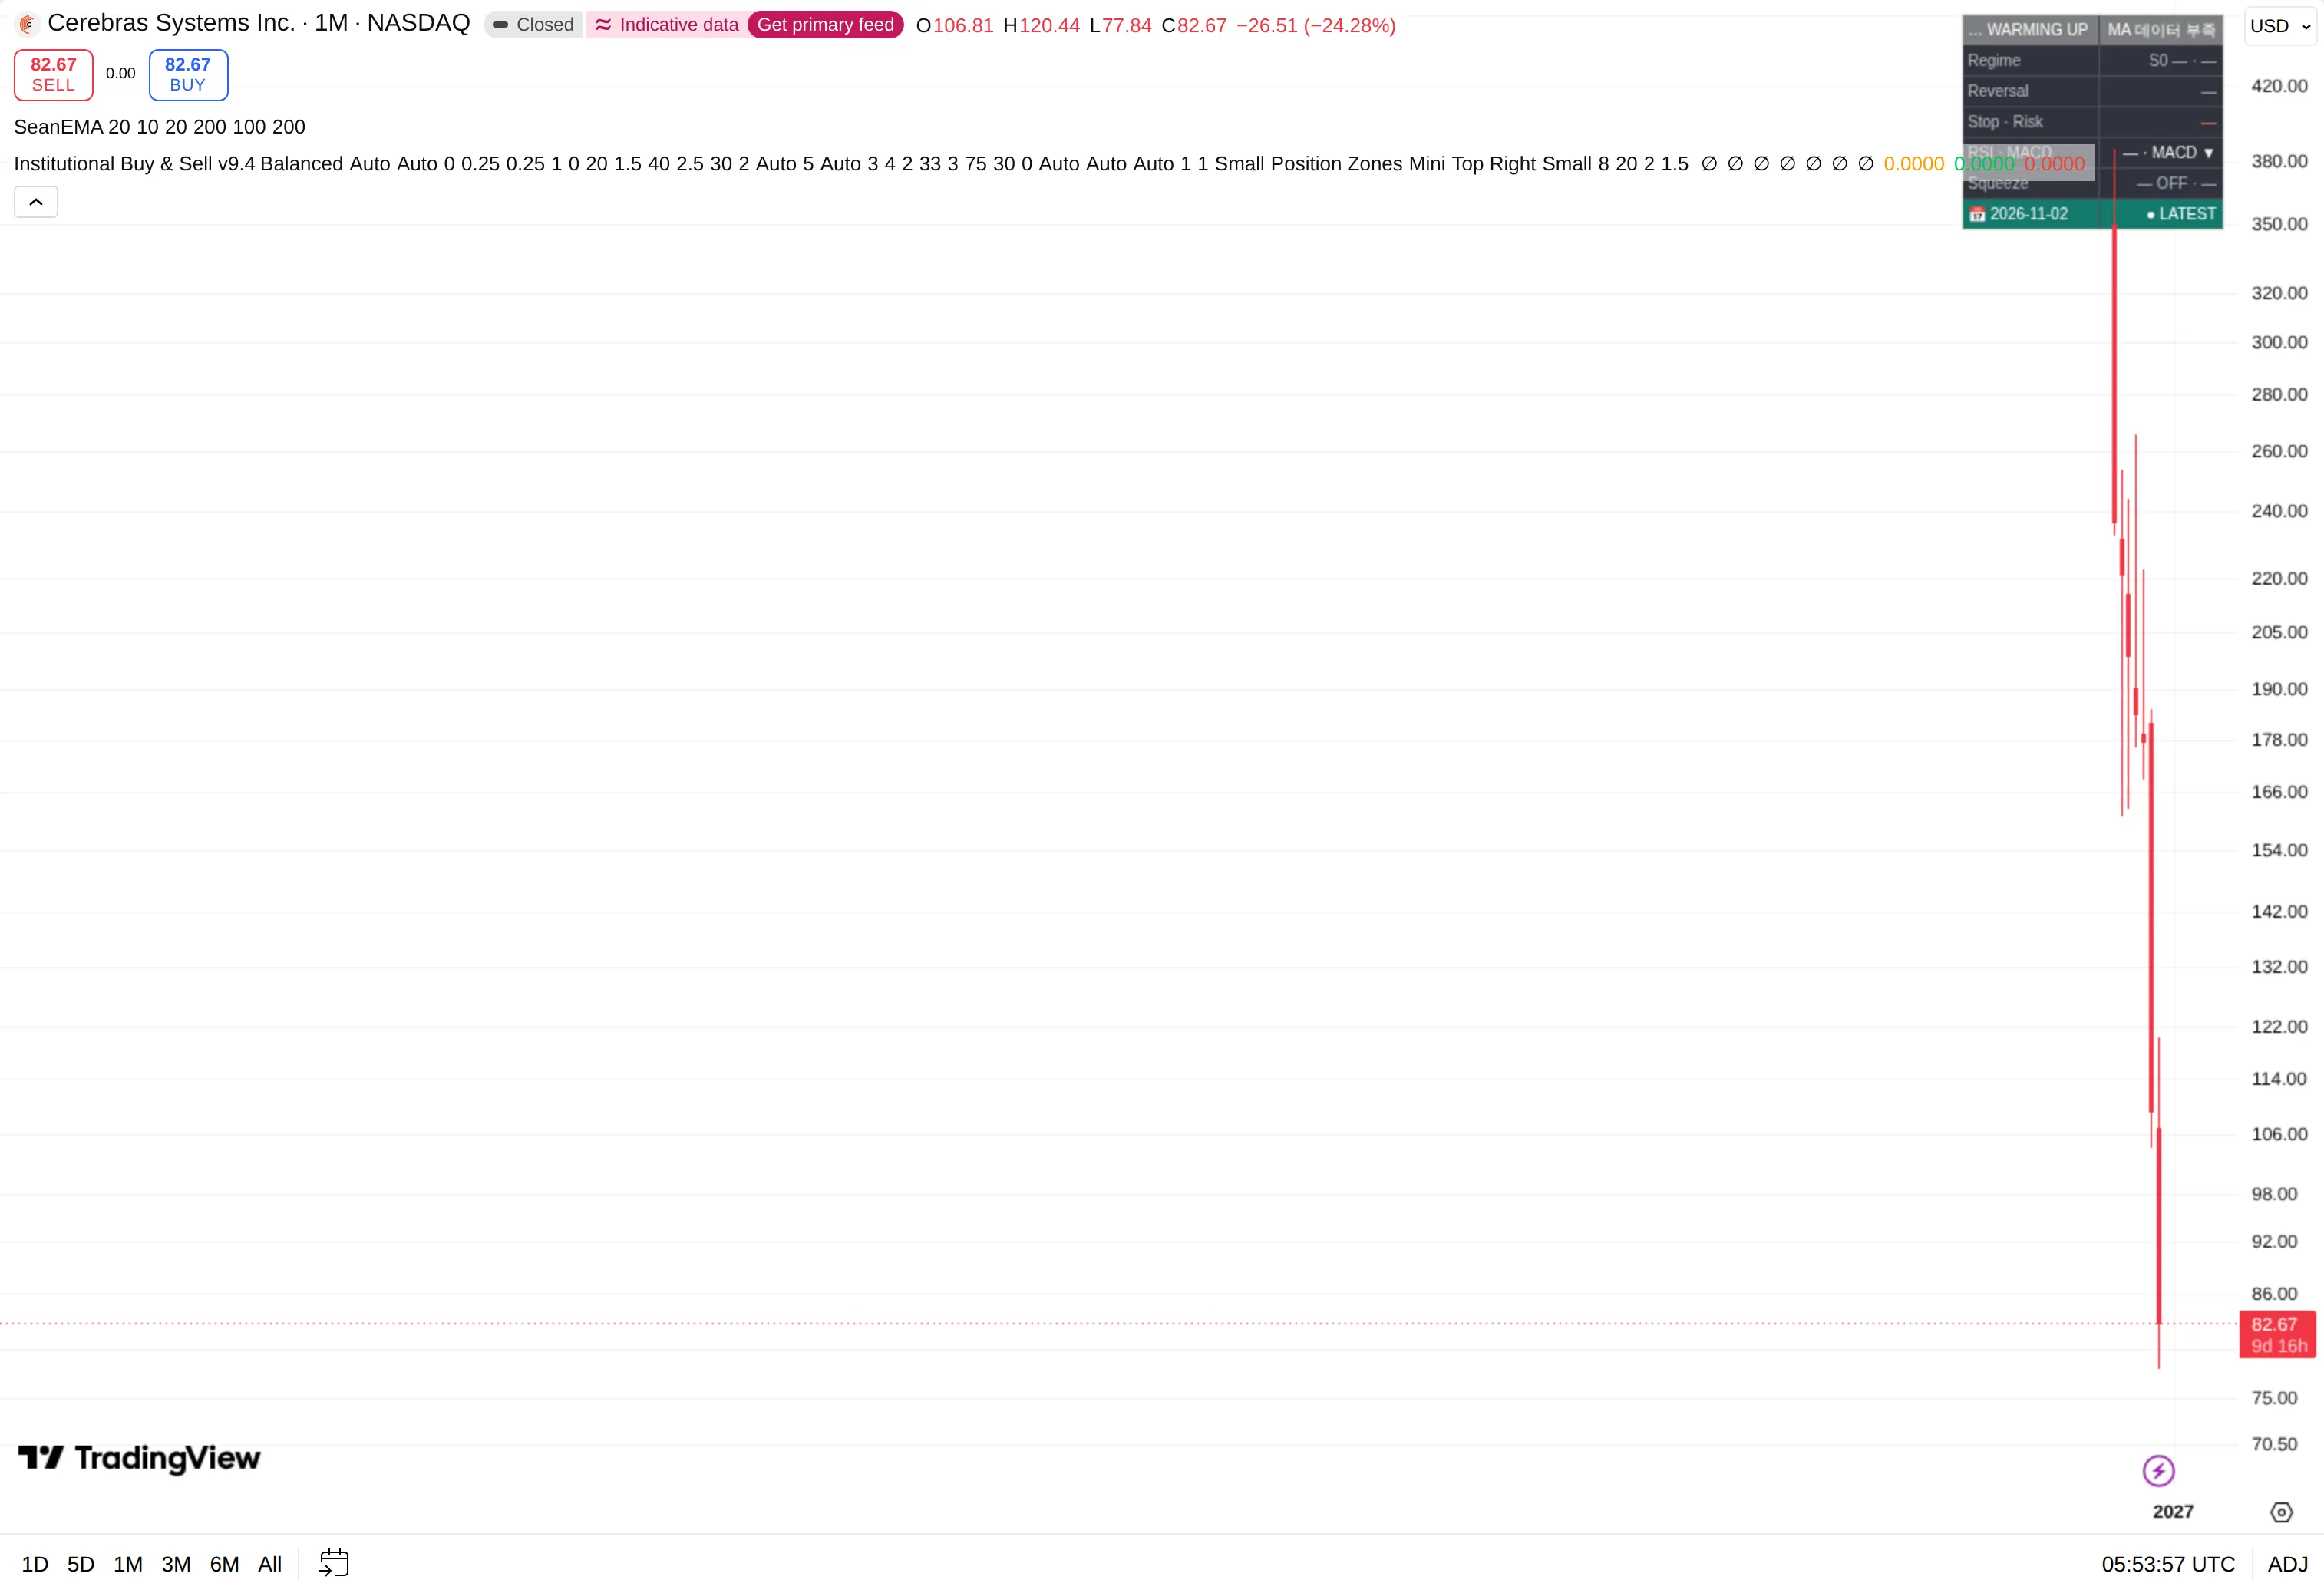 Cerebras Systems Inc. · 1M · NASDAQ Closed Indicative data Get primary feed O106.81 H120.44 L77.84 C82.67 −26.51 (−24.28%)
82.67 SELL
0.00
82.67 BUY
SeanEMA 20 10 20 200 100 200
Institutional Buy & Sell v9.4 Balanced Auto Auto 0 0.25 0.25 1 0 20 1.5 40 2.5 30 2 Auto 5 Auto 3 4 2 33 3 75 30 0 Auto Auto Auto 1 1 Small Position Zones Mini Top Right Small 8 20 2 1.5 ∅ ∅ ∅ ∅ ∅ ∅ ∅ 0.0000 0.0000 0.0000
... WARMING UP MA 데이터 부족
Regime S0 — · —
Reversal —
Stop · Risk —
RSI · MACD — · MACD ▼
Squeeze — OFF · —
2026-11-02 ● LATEST
USD
420.00
380.00
350.00
320.00
300.00
280.00
260.00
240.00
220.00
205.00
190.00
178.00
166.00
154.00
142.00
132.00
122.00
114.00
106.00
98.00
92.00
86.00
82.67
9d 16h
75.00
70.50
TradingView
2027
1D 5D 1M 3M 6M All
05:53:57 UTC ADJ